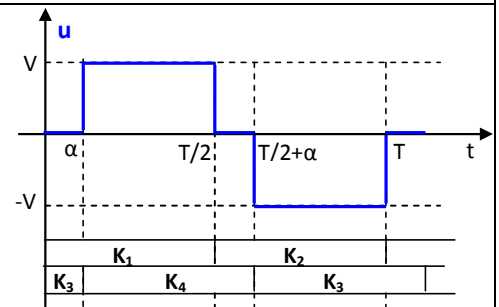 u
V
α T/2 T/2+α T t
-V
K₁ K₂
K₃ K₄ K₃